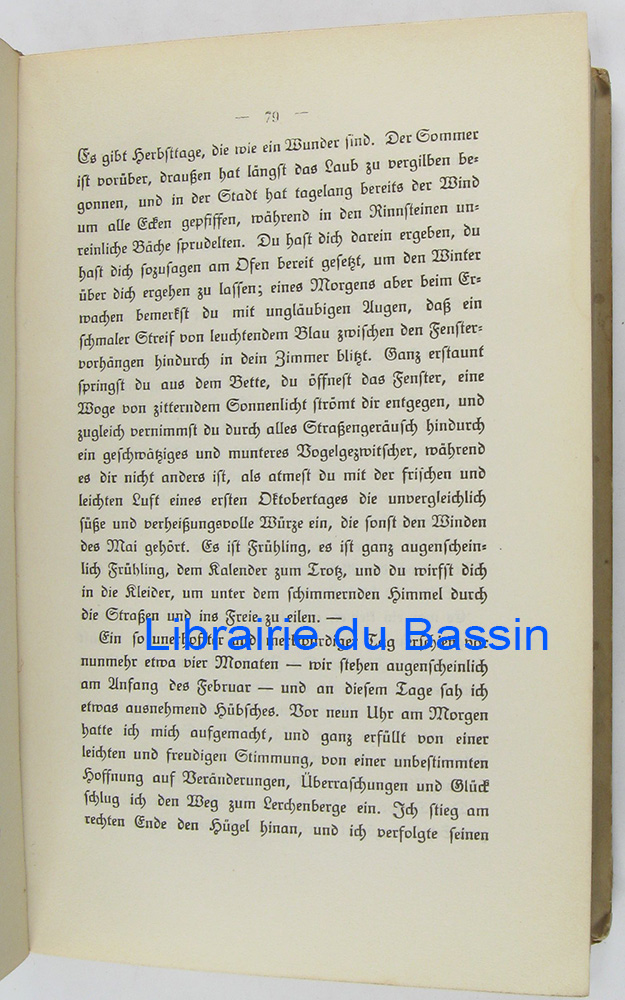 — 79 —
Es gibt Herbsttage, die wie ein Wunder sind. Der Sommer
ist vorüber, draußen hat längst das Laub zu vergilben be-
gonnen, und in der Stadt hat tagelang bereits der Wind
um alle Ecken gepfiffen, während in den Rinnsteinen un-
reinliche Bäche sprudelten. Du hast dich darein ergeben, du
hast dich sozusagen am Ofen bereit gesetzt, um den Winter
über dich ergehen zu lassen; eines Morgens aber beim Er-
wachen bemerkst du mit ungläubigen Augen, daß ein
schmaler Streif von leuchtendem Blau zwischen den Fenster-
vorhängen hindurch in dein Zimmer blitzt. Ganz erstaunt
springst du aus dem Bette, du öffnest das Fenster, eine
Woge von zitterndem Sonnenlicht strömt dir entgegen, und
zugleich vernimmst du durch alles Straßengeräusch hindurch
ein geschwätziges und munteres Vogelgezwitscher, während
es dir nicht anders ist, als atmest du mit der frischen und
leichten Luft eines ersten Oktobertages die unvergleichlich
süße und verheißungsvolle Würze ein, die sonst den Winden
des Mai gehört. Es ist Frühling, es ist ganz augenschein-
lich Frühling, dem Kalender zum Trotz, und du wirfst dich
in die Kleider, um unter dem schimmernden Himmel durch
die Straßen und ins Freie zu eilen. —
Ein so unerhoffter und merkwürdiger Tag erschien vor
Librairie du Bassin
nunmehr etwa vier Monaten — wir stehen augenscheinlich
am Anfang des Februar — und an diesem Tage sah ich
etwas ausnehmend Hübsches. Vor neun Uhr am Morgen
hatte ich mich aufgemacht, und ganz erfüllt von einer
leichten und freudigen Stimmung, von einer unbestimmten
Hoffnung auf Veränderungen, Überraschungen und Glück
schlug ich den Weg zum Lerchenberge ein. Ich stieg am
rechten Ende den Hügel hinan, und ich verfolgte seinen